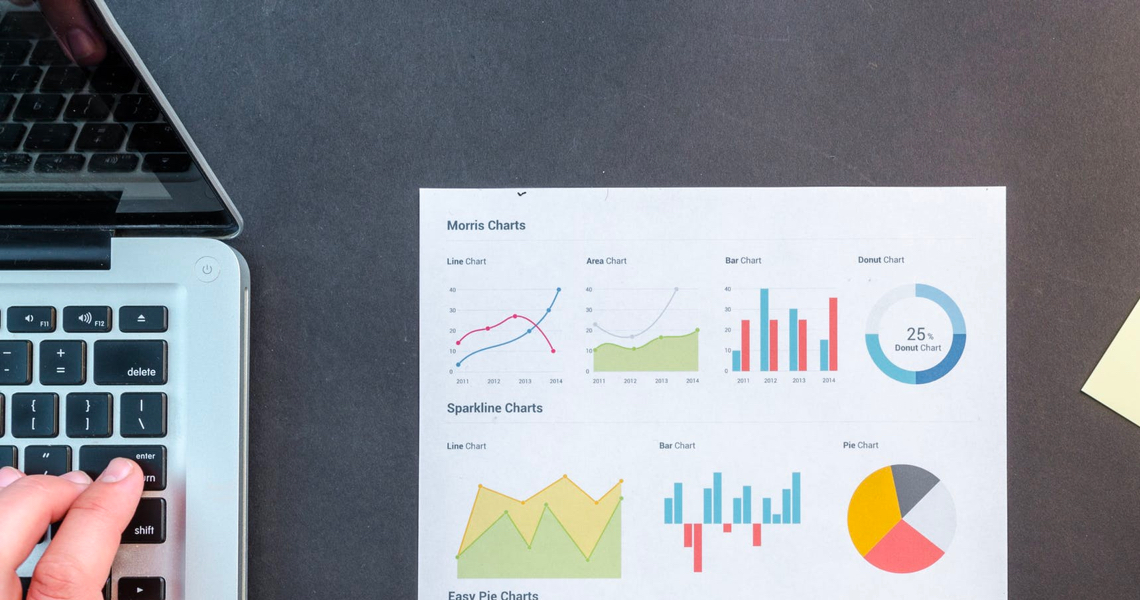 F11
F12
delete
enter
shift
Morris Charts
Line Chart
Area Chart
Bar Chart
Donut Chart
40
30
20
10
0
2011 2012 2013 2014
40
30
20
10
0
2011 2012 2013 2014
40
30
20
10
0
2011 2012 2013 2014
25%
Donut Chart
Sparkline Charts
Line Chart
Bar Chart
Pie Chart
Easy Pie Charts